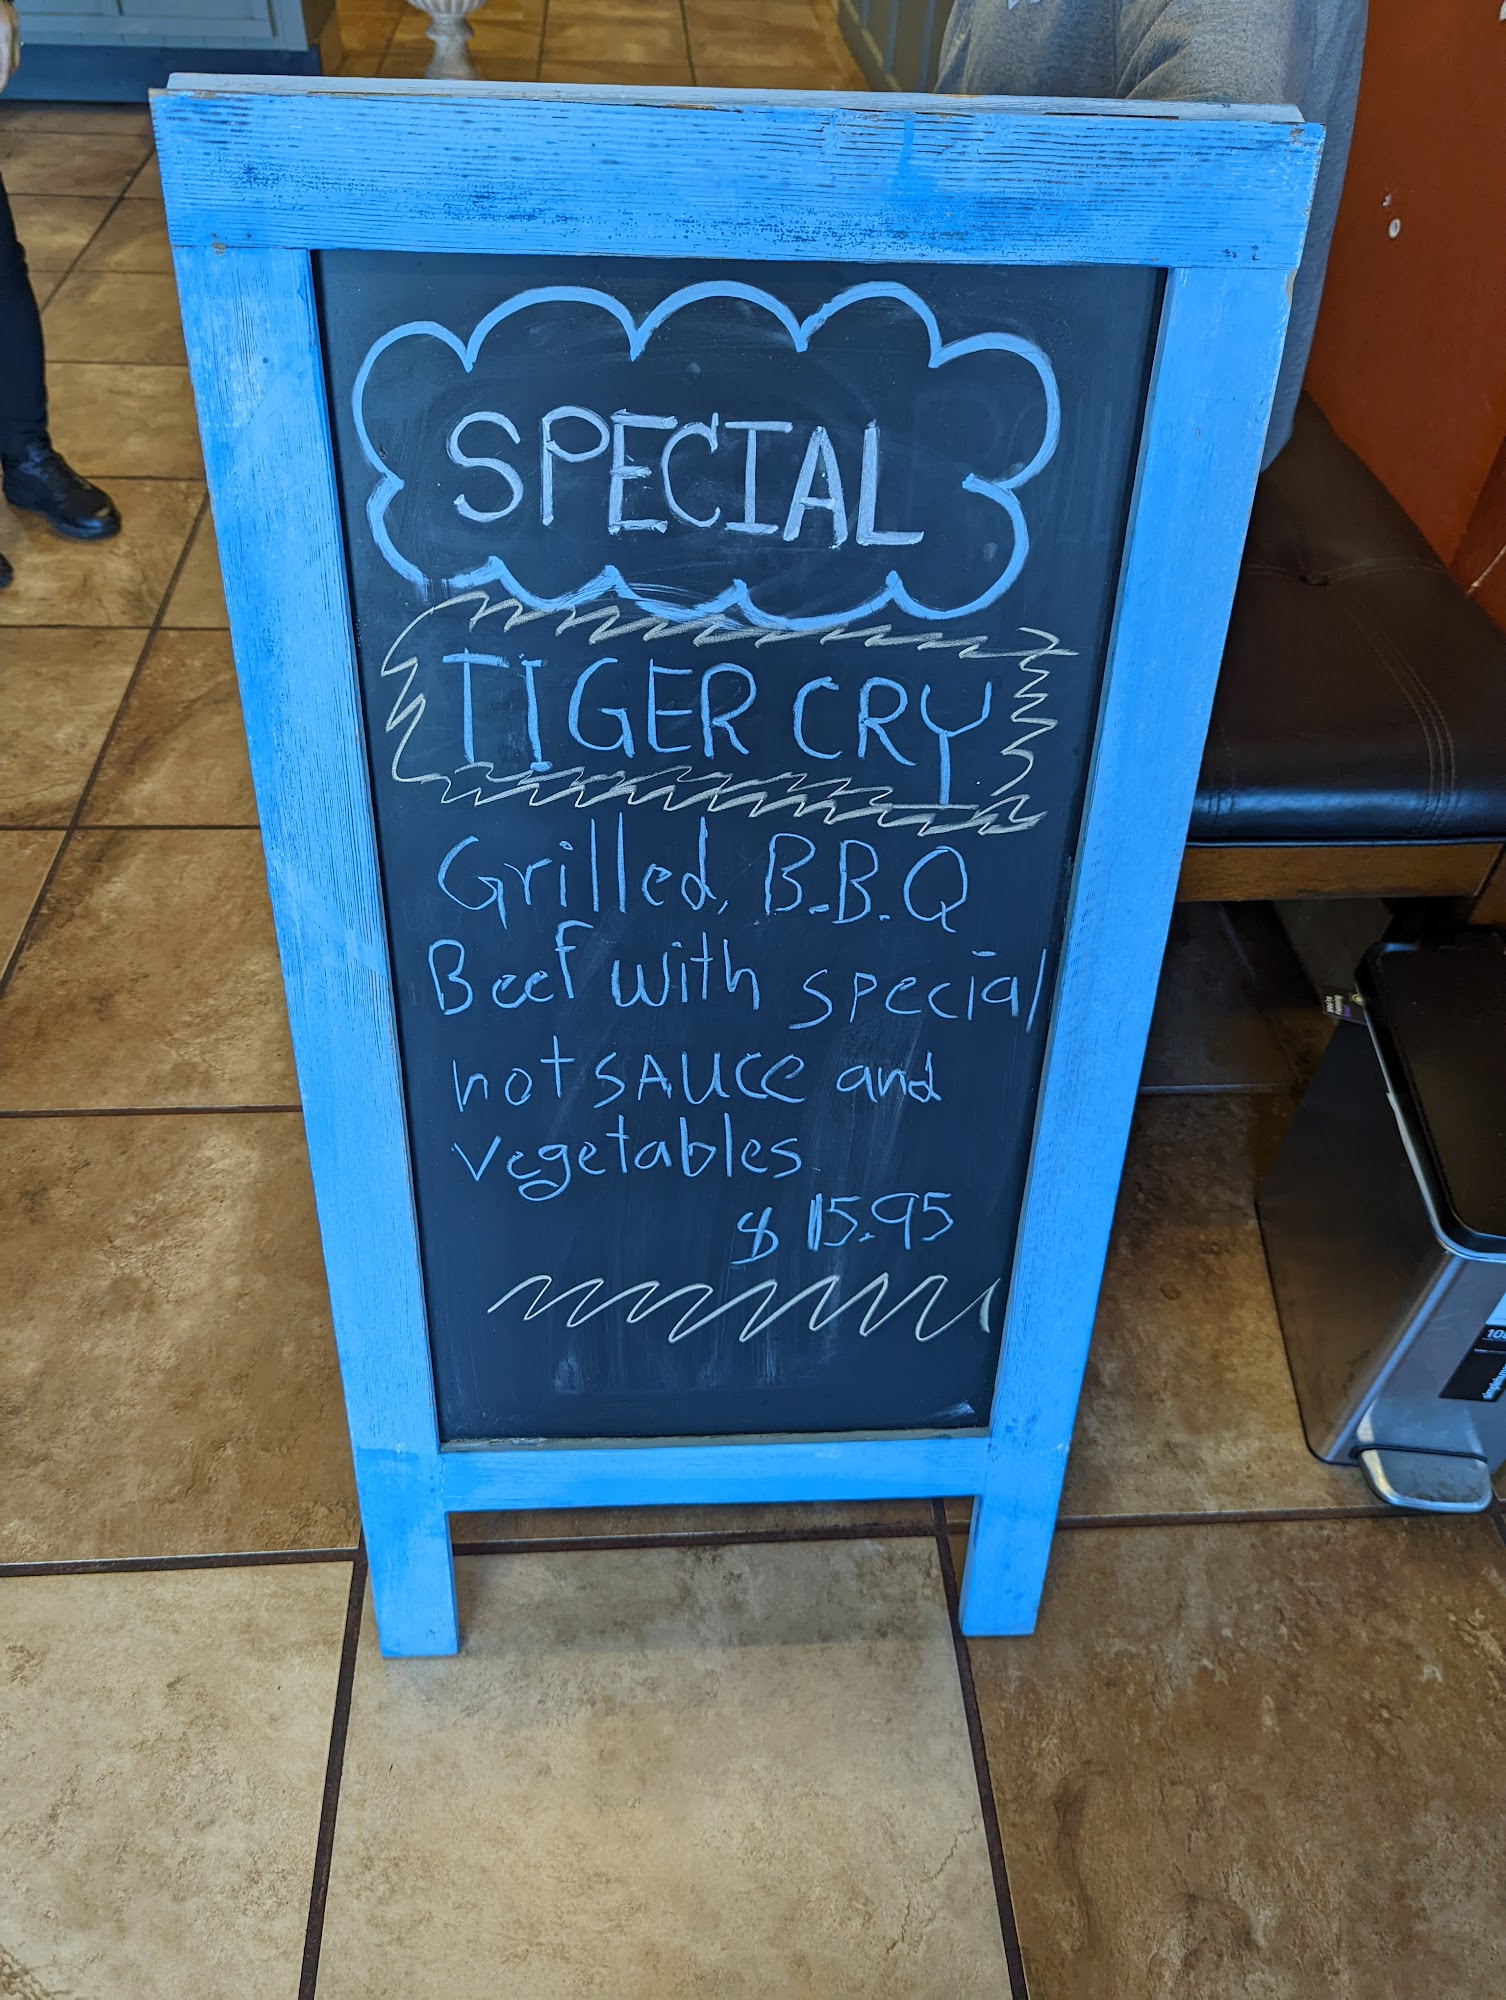 SPECIAL
TIGER CRY
Grilled, B.B.Q
Beef with special
hot SAUCE and
vegetables
$ 15.95